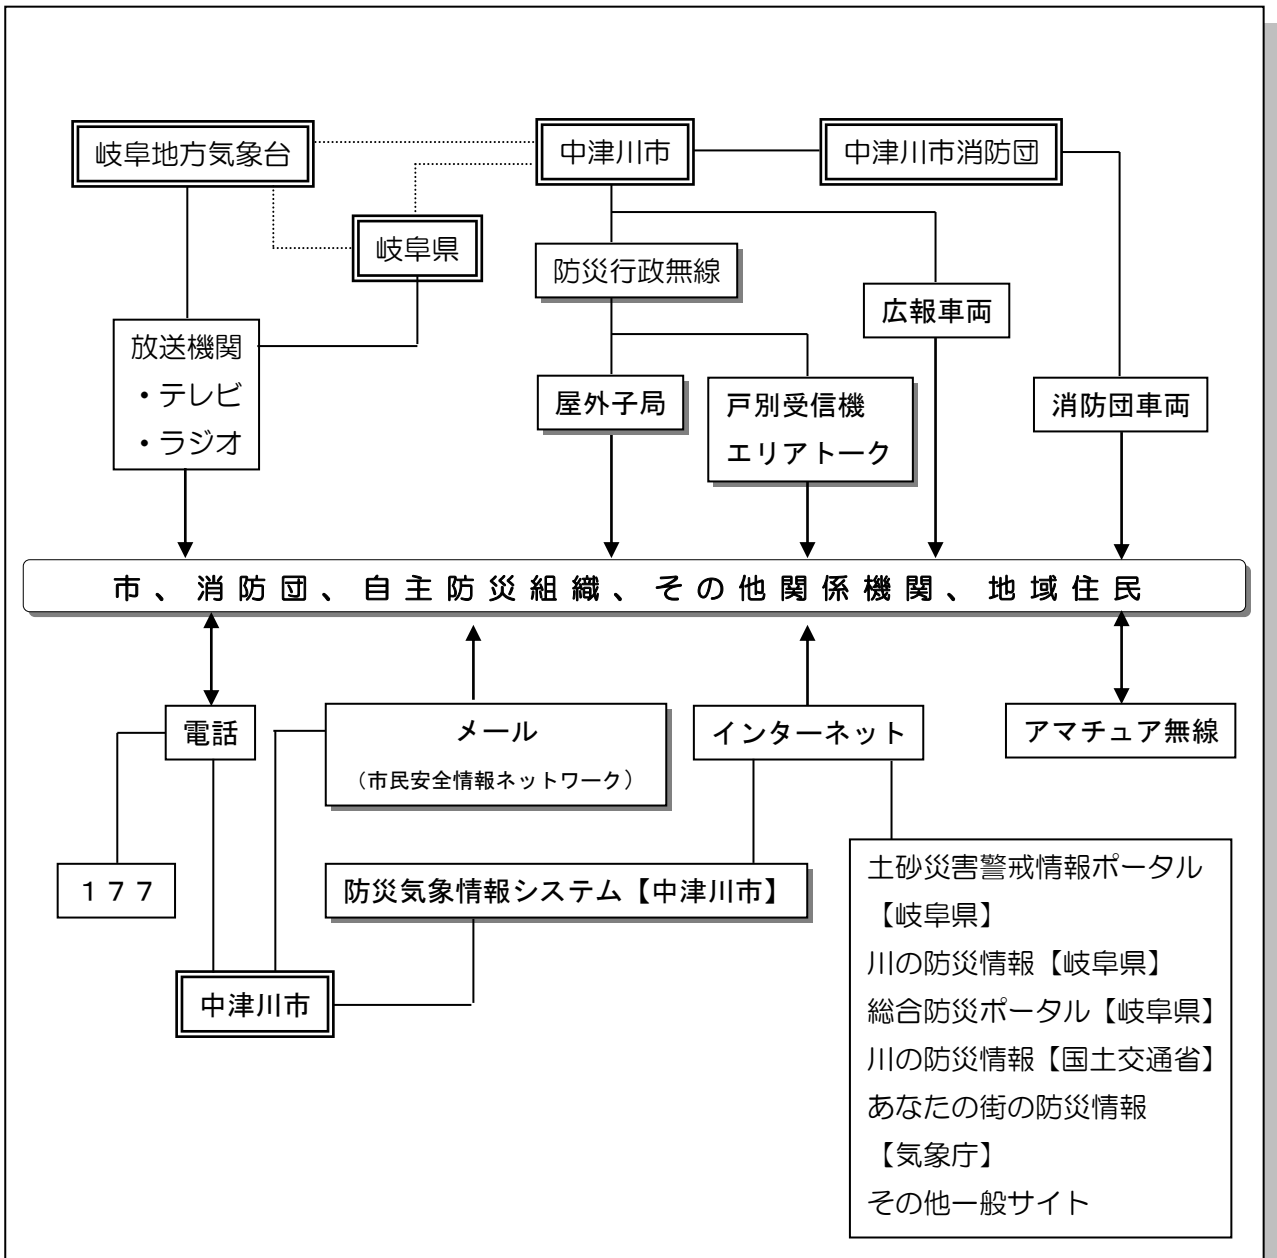 岐阜地方気象台
中津川市
中津川市消防団
岐阜県
防災行政無線
広報車両
放送機関
・テレビ
・ラジオ
屋外子局
戸別受信機
エリアトーク
消防団車両
市、消防団、自主防災組織、その他関係機関、地域住民
電話
メール
（市民安全情報ネットワーク）
インターネット
アマチュア無線
１７７
防災気象情報システム【中津川市】
中津川市
土砂災害警戒情報ポータル
【岐阜県】
川の防災情報【岐阜県】
総合防災ポータル【岐阜県】
川の防災情報【国土交通省】
あなたの街の防災情報
【気象庁】
その他一般サイト